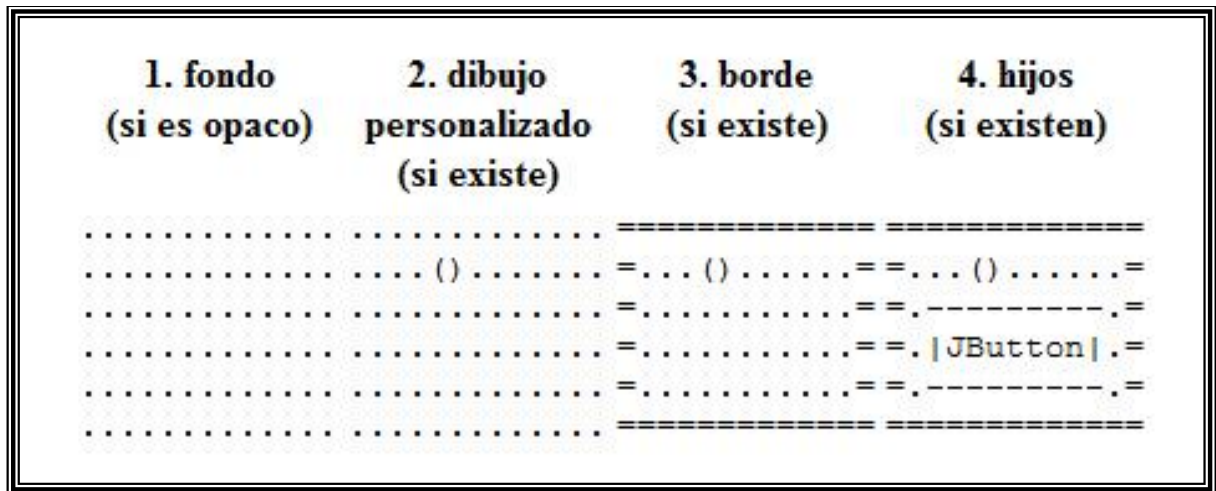 1. fondo 2. dibujo 3. borde 4. hijos
(si es opaco) personalizado (si existe) (si existen)
(si existe)
............. ............. ============= =============
............. ....()....... =...()......= =...()......=
............. ............. =...........= =.---------.=
............. ............. =...........= =.|JButton|.=
............. ............. =...........= =.---------.=
............. ............. ============= =============